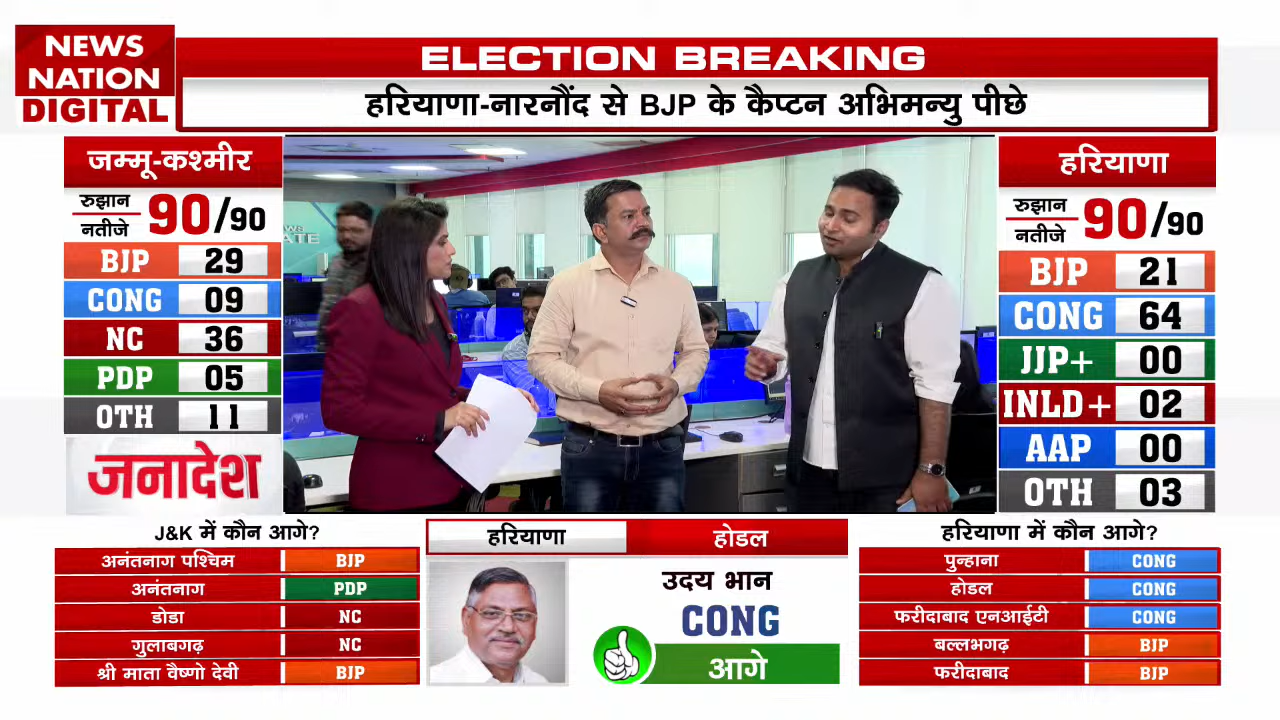 NEWS
NATION
DIGITAL
ELECTION BREAKING
हरियाणा-नारनौंद से BJP के कैप्टन अभिमन्यु पीछे
जम्मू-कश्मीर
रुझान
नतीजे
90/90
BJP 29
CONG 09
NC 36
PDP 05
OTH 11
जनादेश
हरियाणा
रुझान
नतीजे
90/90
BJP 21
CONG 64
JJP+ 00
INLD+ 02
AAP 00
OTH 03
J&K में कौन आगे?
अनंतनाग पश्चिम BJP
अनंतनाग PDP
डोडा NC
गुलाबगढ़ NC
श्री माता वैष्णो देवी BJP
हरियाणा होडल
उदय भान
CONG
आगे
हरियाणा में कौन आगे?
पुन्हाना CONG
होडल CONG
फरीदाबाद एनआईटी CONG
बल्लभगढ़ BJP
फरीदाबाद BJP